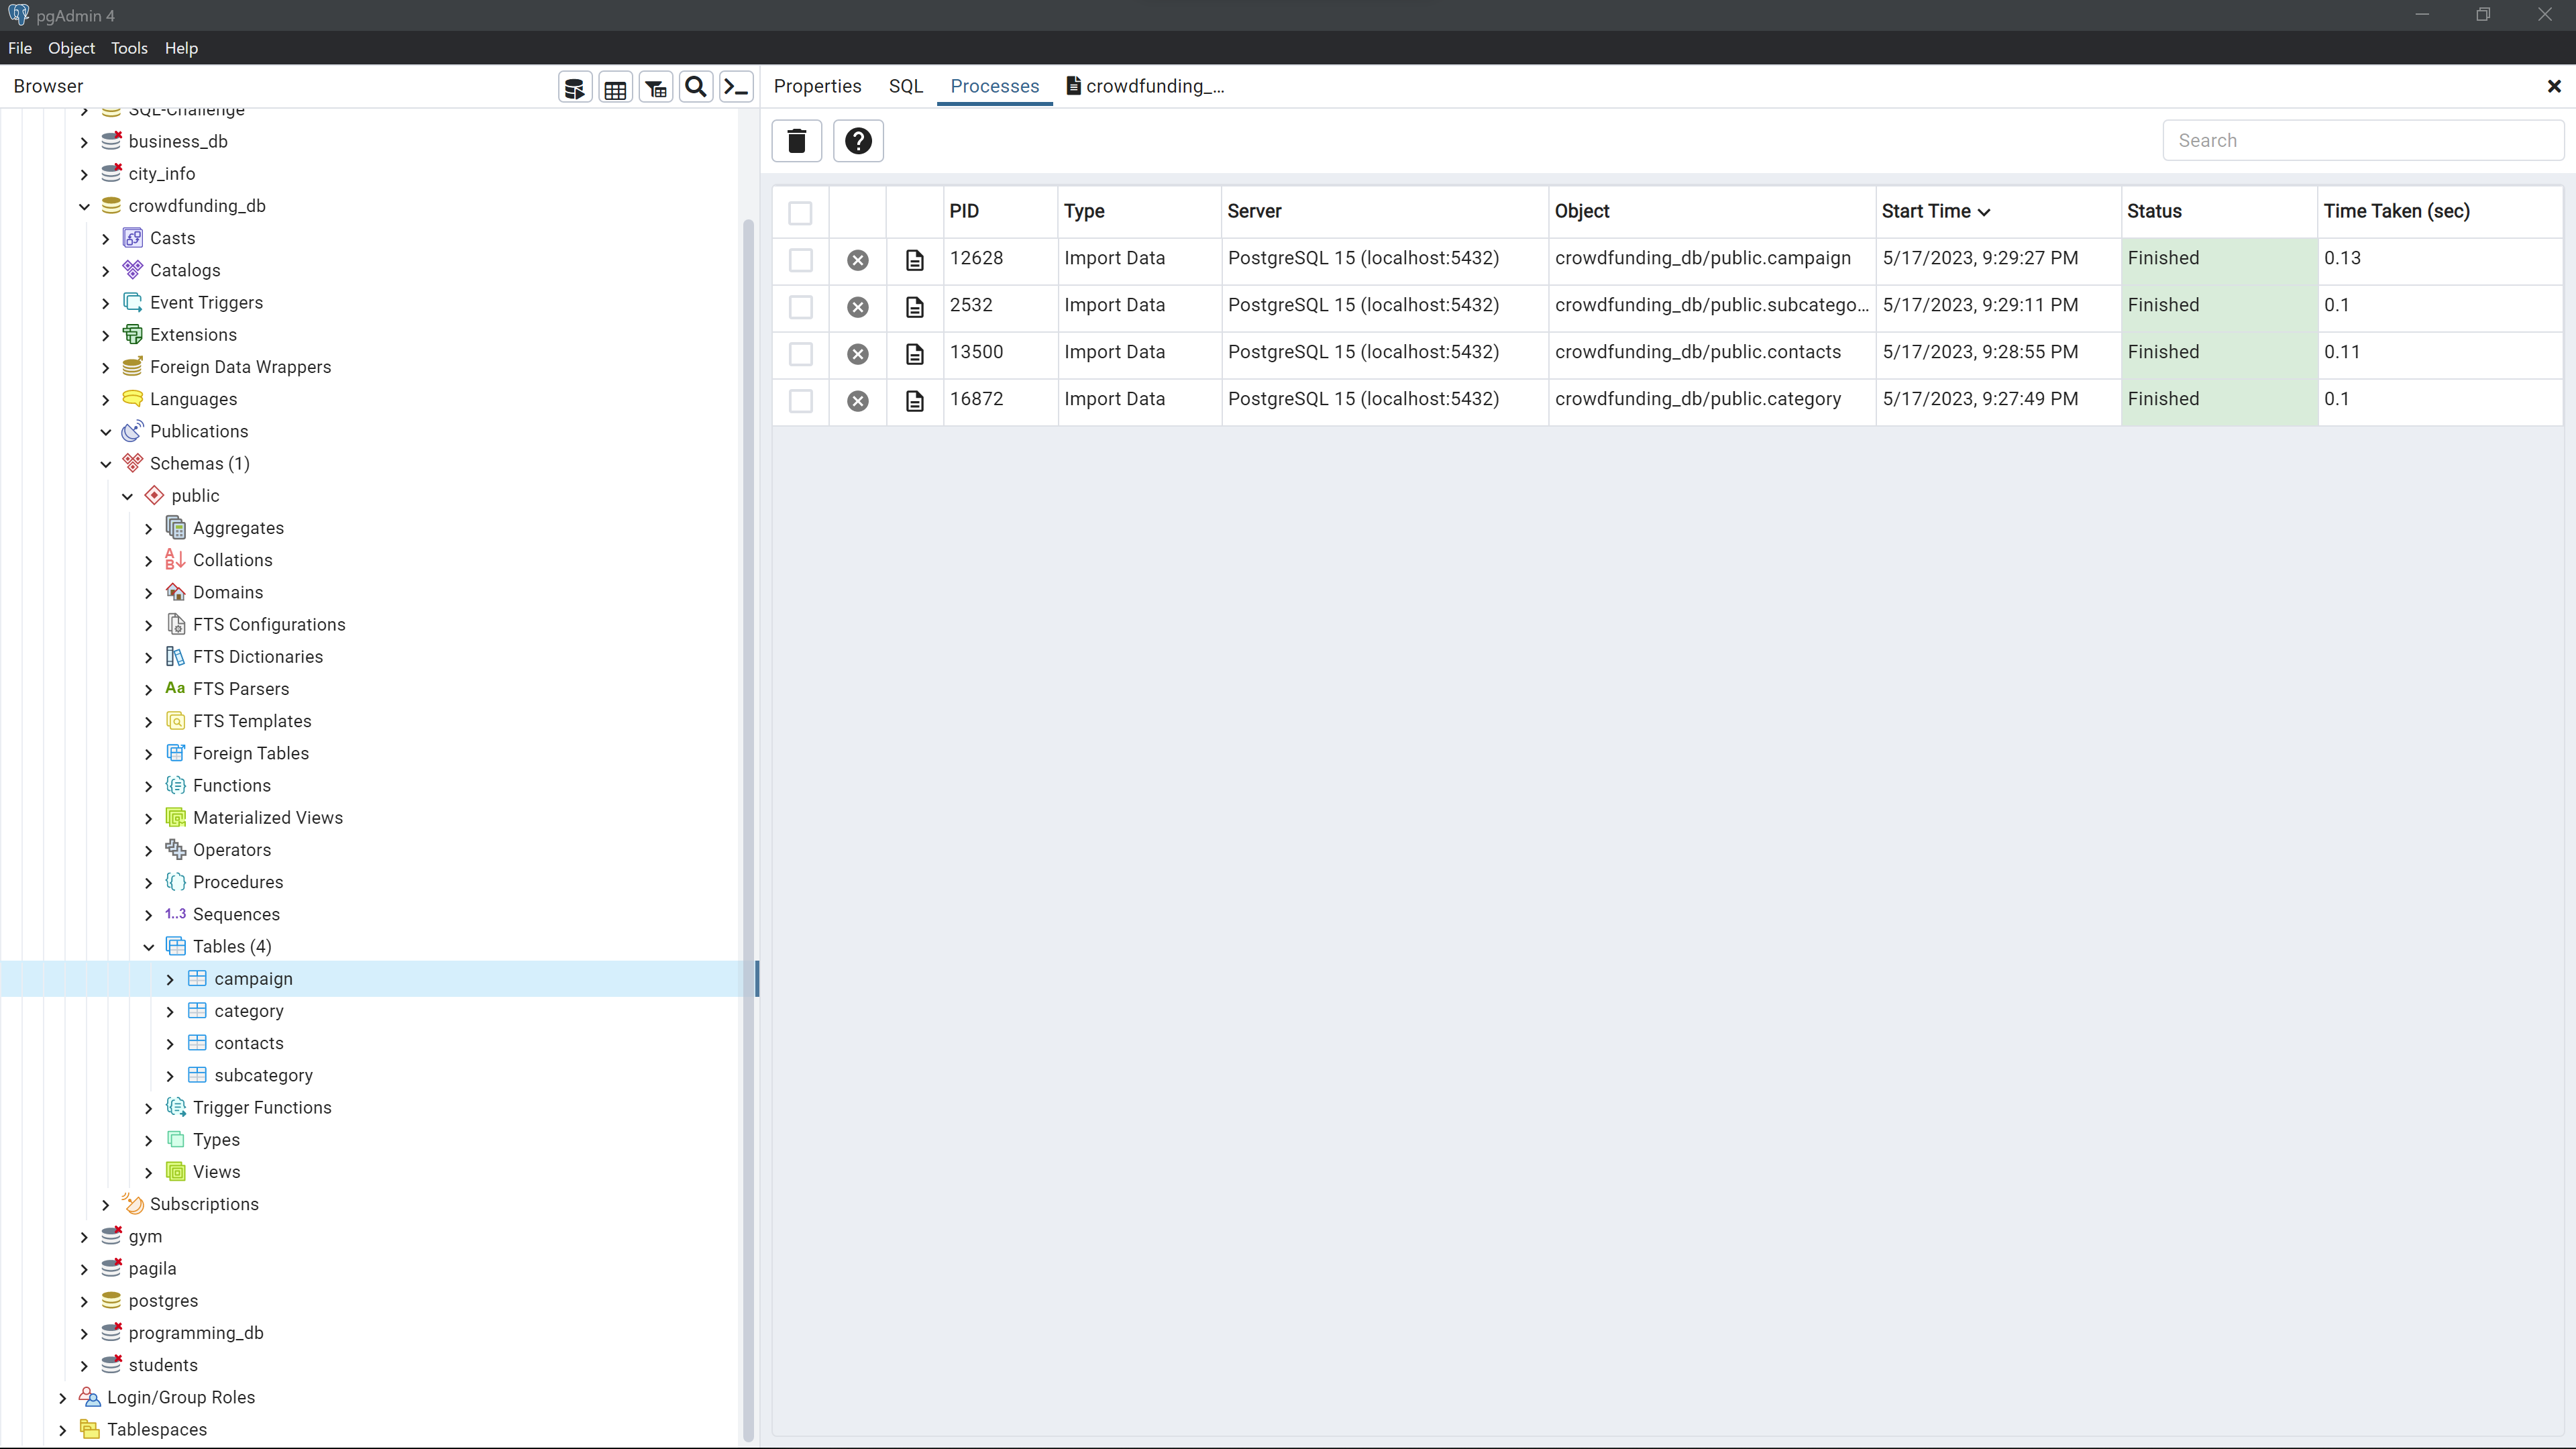 pgAdmin 4
File Object Tools Help
Browser
Properties SQL Processes crowdfunding_...
Search
SQL-Challenge
business_db
city_info
crowdfunding_db
Casts
Catalogs
Event Triggers
Extensions
Foreign Data Wrappers
Languages
Publications
Schemas (1)
public
Aggregates
Collations
Domains
FTS Configurations
FTS Dictionaries
Aa FTS Parsers
FTS Templates
Foreign Tables
Functions
Materialized Views
Operators
Procedures
1..3 Sequences
Tables (4)
campaign
category
contacts
subcategory
Trigger Functions
Types
Views
Subscriptions
gym
pagila
postgres
programming_db
students
Login/Group Roles
Tablespaces
PID Type Server Object Start Time Status Time Taken (sec)
12628 Import Data PostgreSQL 15 (localhost:5432) crowdfunding_db/public.campaign 5/17/2023, 9:29:27 PM Finished 0.13
2532 Import Data PostgreSQL 15 (localhost:5432) crowdfunding_db/public.subcatego... 5/17/2023, 9:29:11 PM Finished 0.1
13500 Import Data PostgreSQL 15 (localhost:5432) crowdfunding_db/public.contacts 5/17/2023, 9:28:55 PM Finished 0.11
16872 Import Data PostgreSQL 15 (localhost:5432) crowdfunding_db/public.category 5/17/2023, 9:27:49 PM Finished 0.1